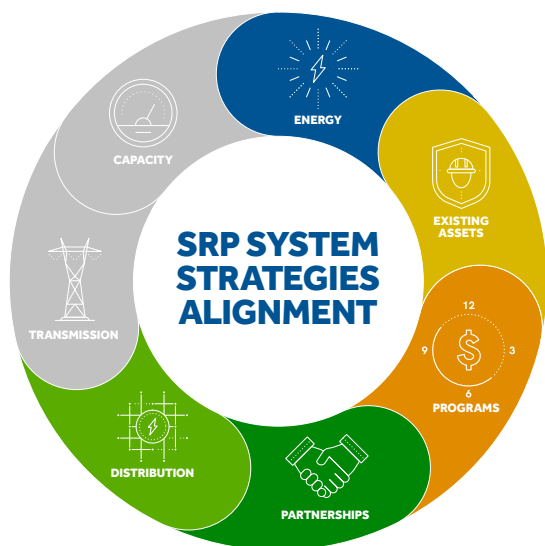 SRP SYSTEM
STRATEGIES
ALIGNMENT
ENERGY
EXISTING
ASSETS
12
9
3
6
PROGRAMS
PARTNERSHIPS
DISTRIBUTION
TRANSMISSION
CAPACITY